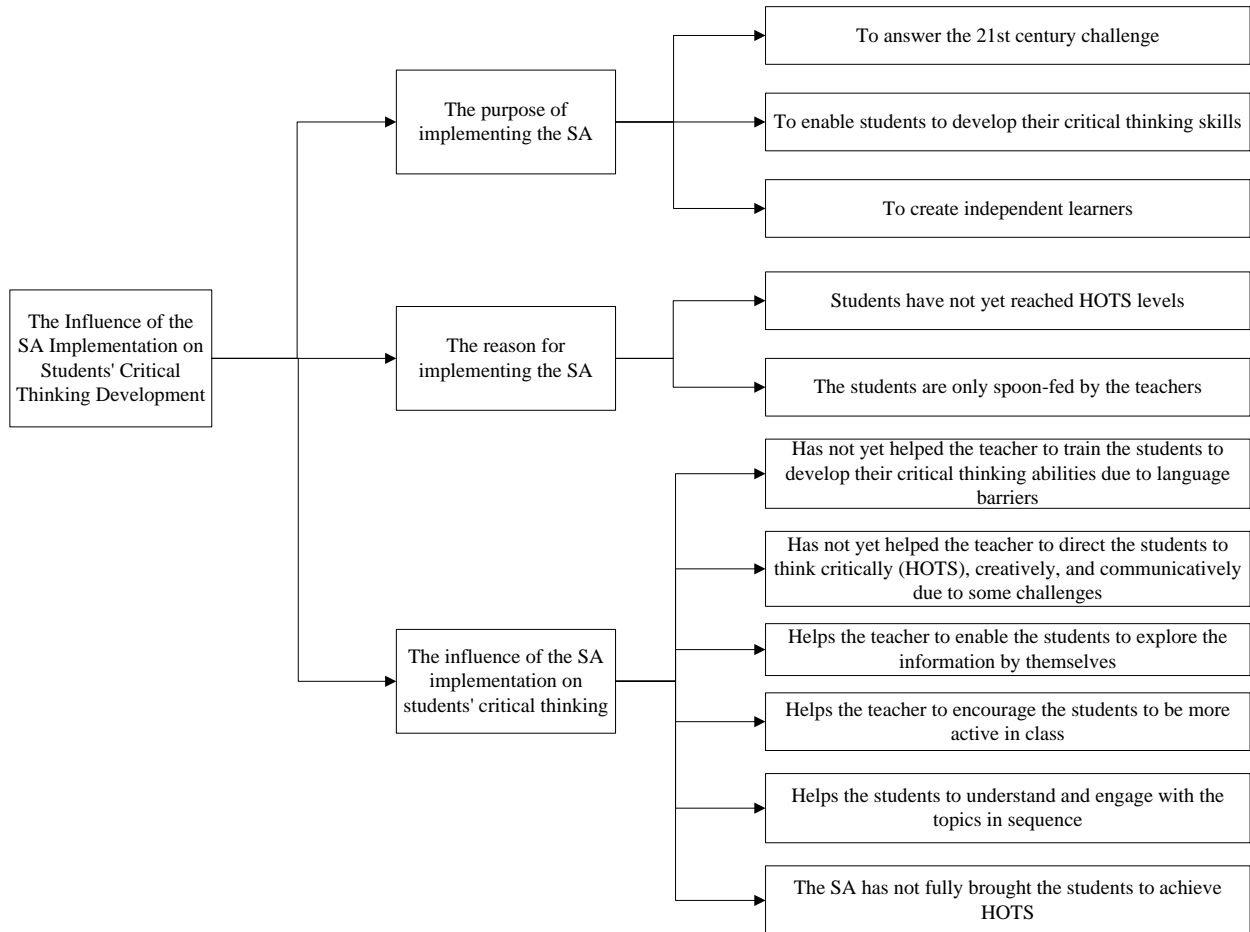 The Influence of the
SA Implementation on
Students' Critical
Thinking Development
The purpose of
implementing the SA
To answer the 21st century challenge
To enable students to develop their critical thinking skills
To create independent learners
The reason for
implementing the SA
Students have not yet reached HOTS levels
The students are only spoon-fed by the teachers
The influence of the SA
implementation on
students' critical thinking
Has not yet helped the teacher to train the students to
develop their critical thinking abilities due to language
barriers
Has not yet helped the teacher to direct the students to
think critically (HOTS), creatively, and communicatively
due to some challenges
Helps the teacher to enable the students to explore the
information by themselves
Helps the teacher to encourage the students to be more
active in class
Helps the students to understand and engage with the
topics in sequence
The SA has not fully brought the students to achieve
HOTS